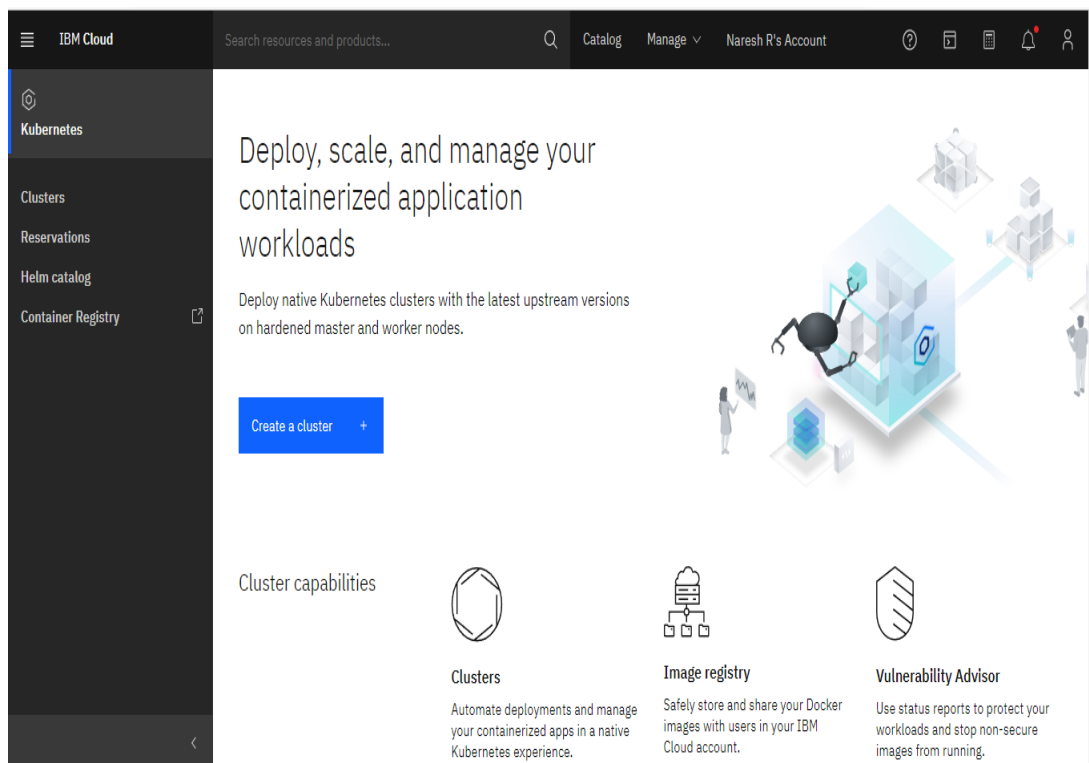 IBM Cloud
Search resources and products...
Catalog
Manage
Naresh R's Account
Kubernetes
Clusters
Reservations
Helm catalog
Container Registry
Deploy, scale, and manage your
containerized application
workloads
Deploy native Kubernetes clusters with the latest upstream versions
on hardened master and worker nodes.
Create a cluster +
Cluster capabilities
Clusters
Automate deployments and manage
your containerized apps in a native
Kubernetes experience.
Image registry
Safely store and share your Docker
images with users in your IBM
Cloud account.
Vulnerability Advisor
Use status reports to protect your
workloads and stop non-secure
images from running.